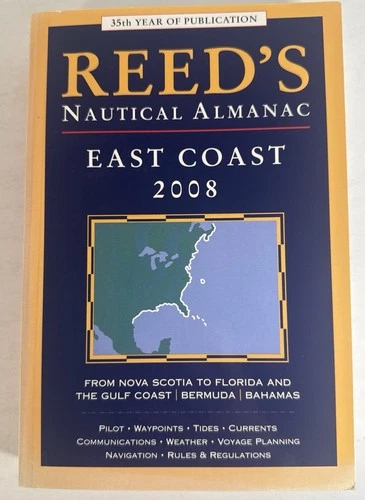 35th YEAR OF PUBLICATION
REED'S
NAUTICAL ALMANAC
EAST COAST
2008
FROM NOVA SCOTIA TO FLORIDA AND
THE GULF COAST | BERMUDA | BAHAMAS
PILOT • WAYPOINTS • TIDES • CURRENTS
COMMUNICATIONS • WEATHER • VOYAGE PLANNING
NAVIGATION • RULES & REGULATIONS